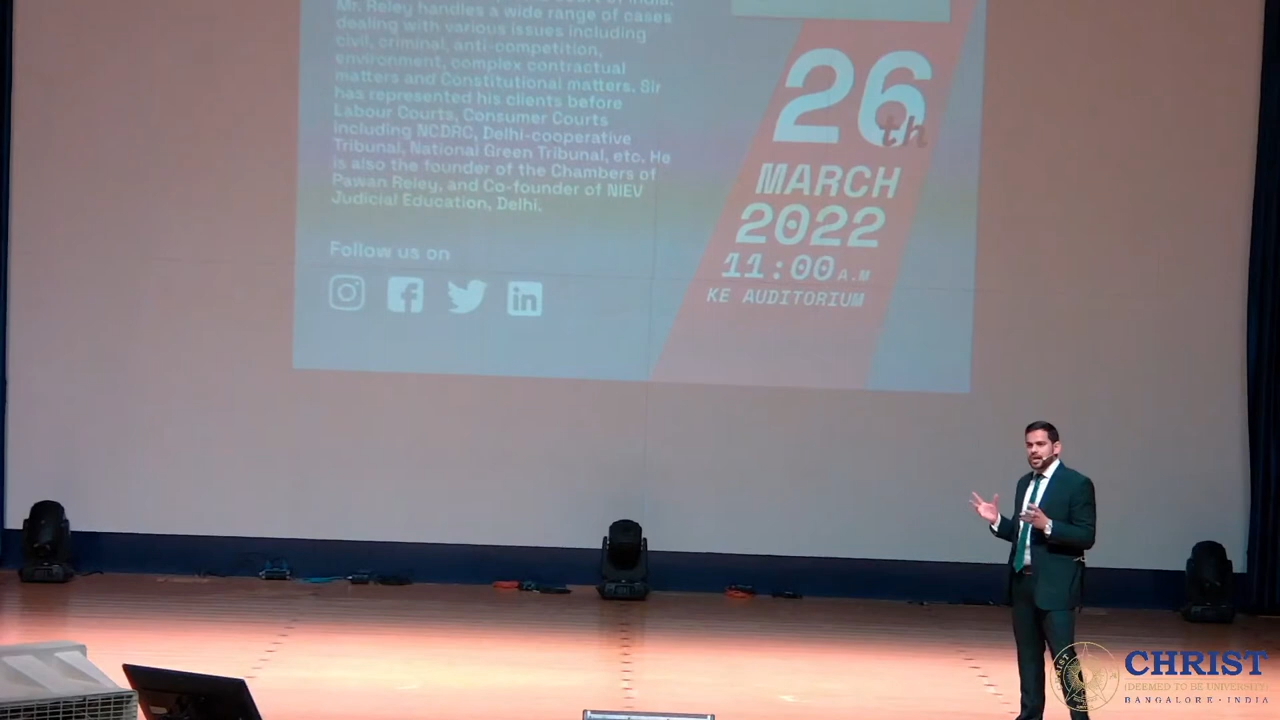 Mr. Reley handles a wide range of cases
dealing with various issues including
civil, criminal, anti-competition,
environment, complex contractual
matters and Constitutional matters. Sir
has represented his clients before
Labour Courts, Consumer Courts
including NCDRC, Delhi-cooperative
Tribunal, National Green Tribunal, etc. He
is also the founder of the Chambers of
Pawan Reley, and Co-founder of NIEV
Judicial Education, Delhi.
Follow us on
26th
MARCH
2022
11:00 A.M
KE AUDITORIUM
CHRIST
(DEEMED TO BE UNIVERSITY)
BANGALORE · INDIA